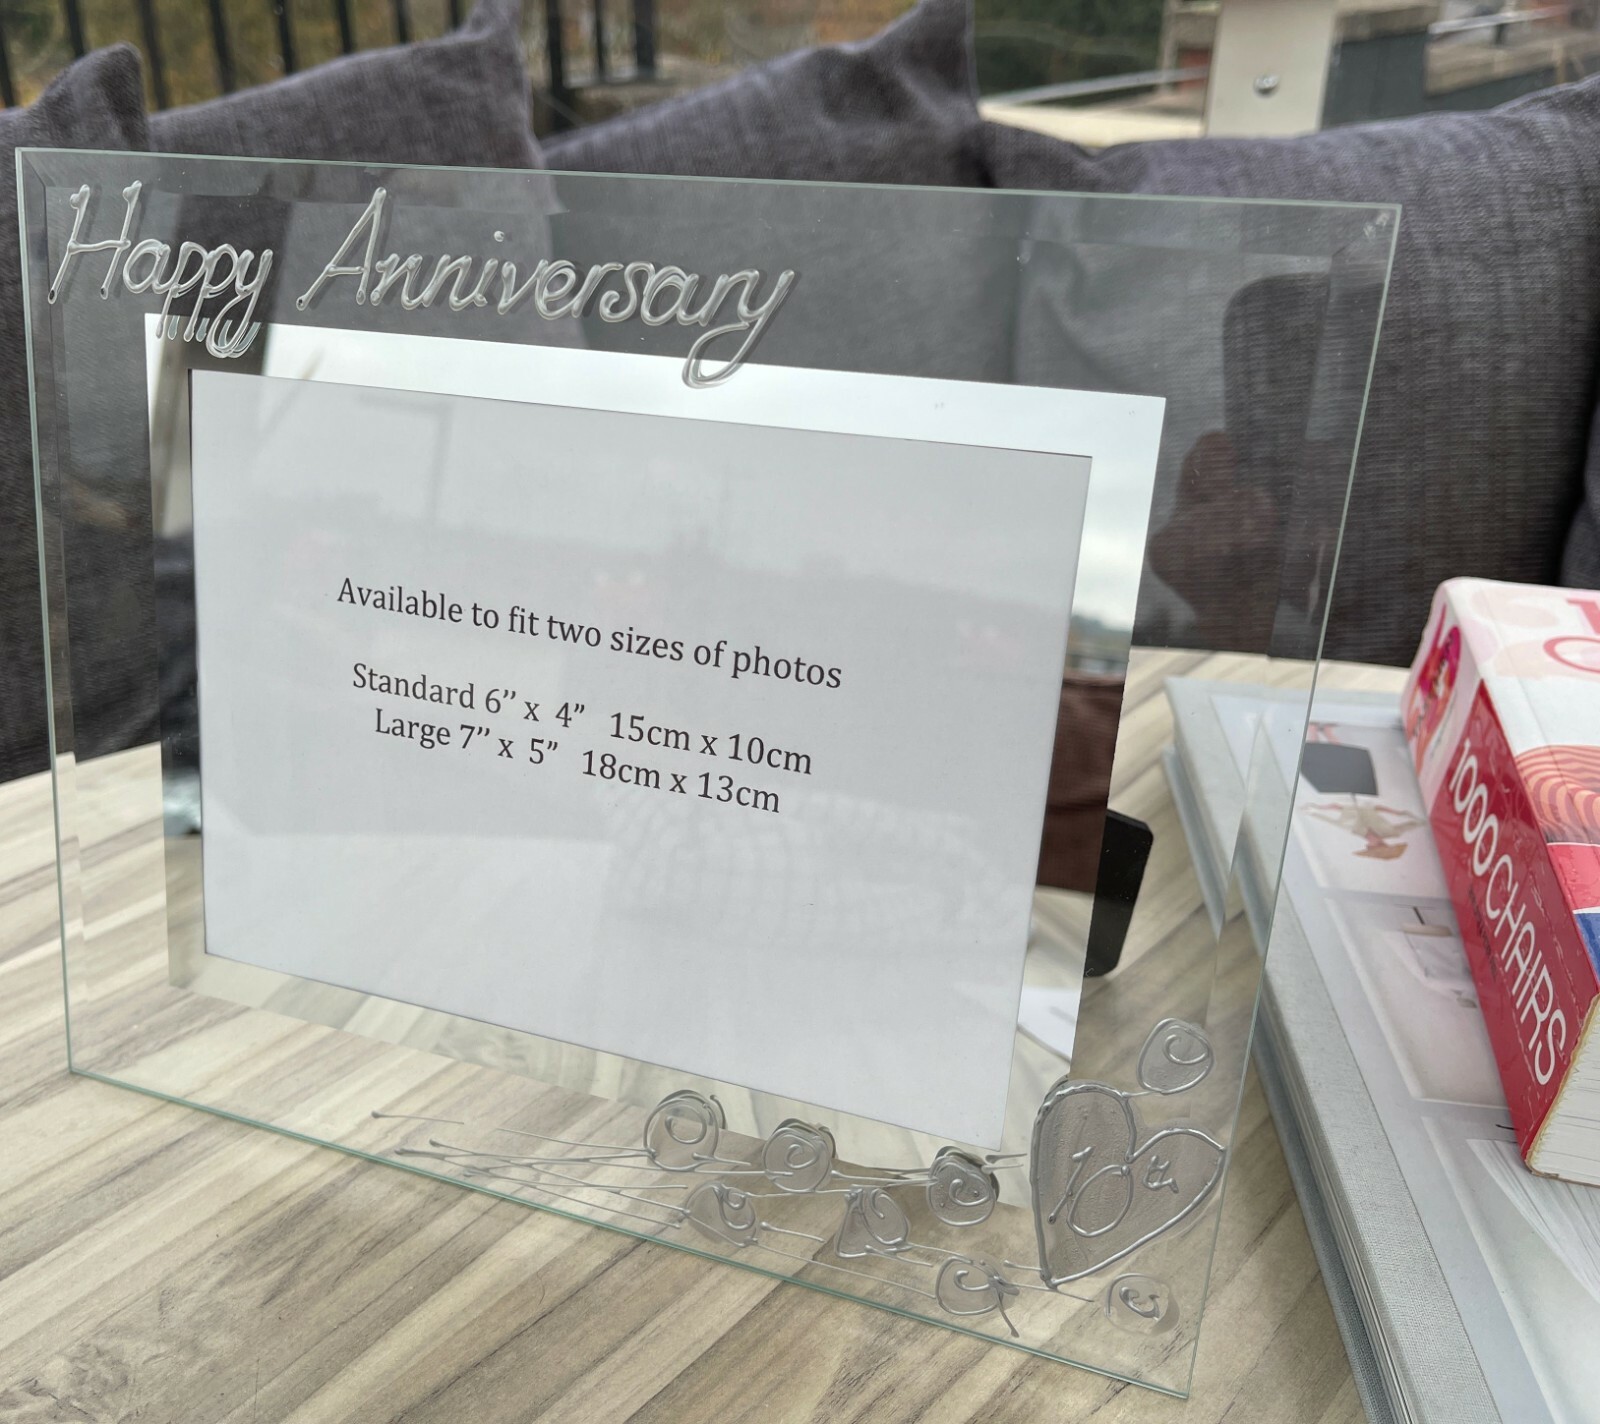 Happy Anniversary
Available to fit two sizes of photos
Standard 6’’ x 4” 15cm x 10cm
Large 7’’ x 5” 18cm x 13cm
10th
1000 CHAIRS